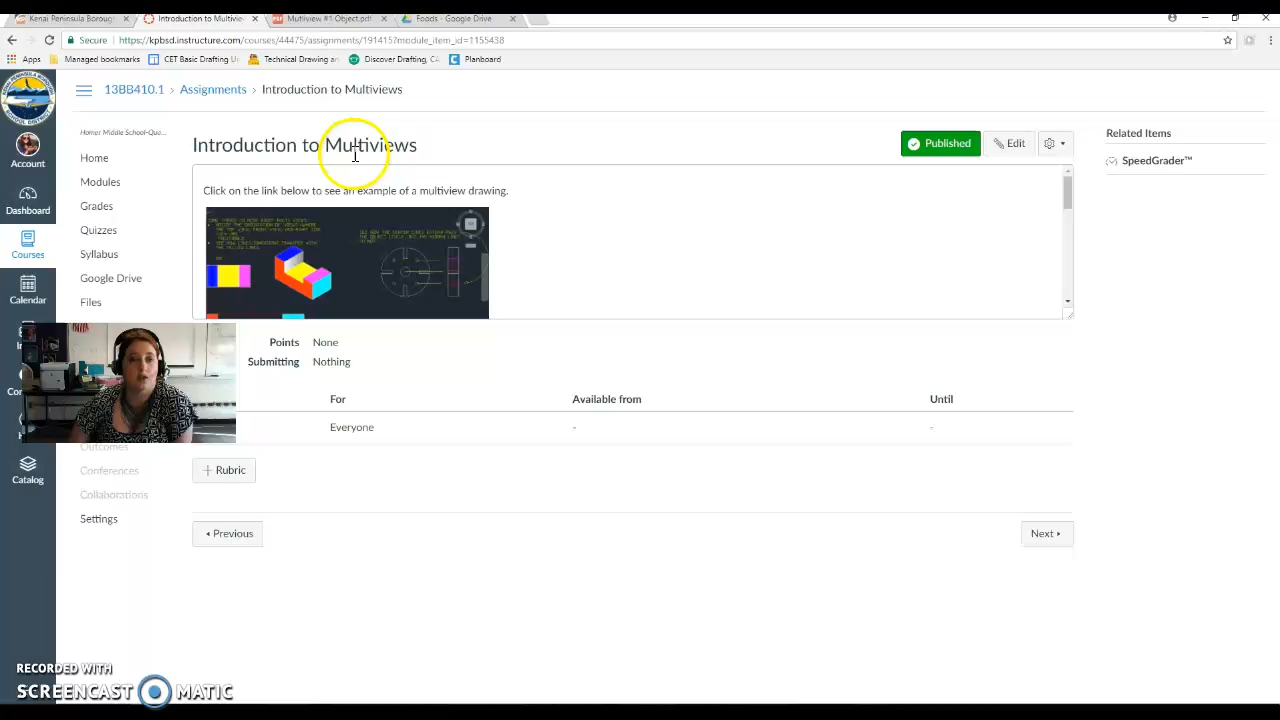 Kenai Peninsula Boroug
Introduction to Multivie
Mutliview #1 Object.pdf
Foods - Google Drive
Secure
https://kpbsd.instructure.com/courses/44475/assignments/191415?module_item_id=1155438
Apps
Managed bookmarks
CET Basic Drafting Un
Technical Drawing an
Discover Drafting, CA
Planboard
13BB410.1 > Assignments > Introduction to Multiviews
Homer Middle School-Qua...
Related Items
Introduction to Multiviews
Published
Edit
SpeedGrader™
Account
Dashboard
Courses
Calendar
Catalog
Home
Modules
Grades
Quizzes
Syllabus
Google Drive
Files
Outcomes
Conferences
Collaborations
Settings
Click on the link below to see an example of a multiview drawing.
Points None
Submitting Nothing
For Available from Until
Everyone - -
+ Rubric
Previous
Next
RECORDED WITH
SCREENCAST MATIC